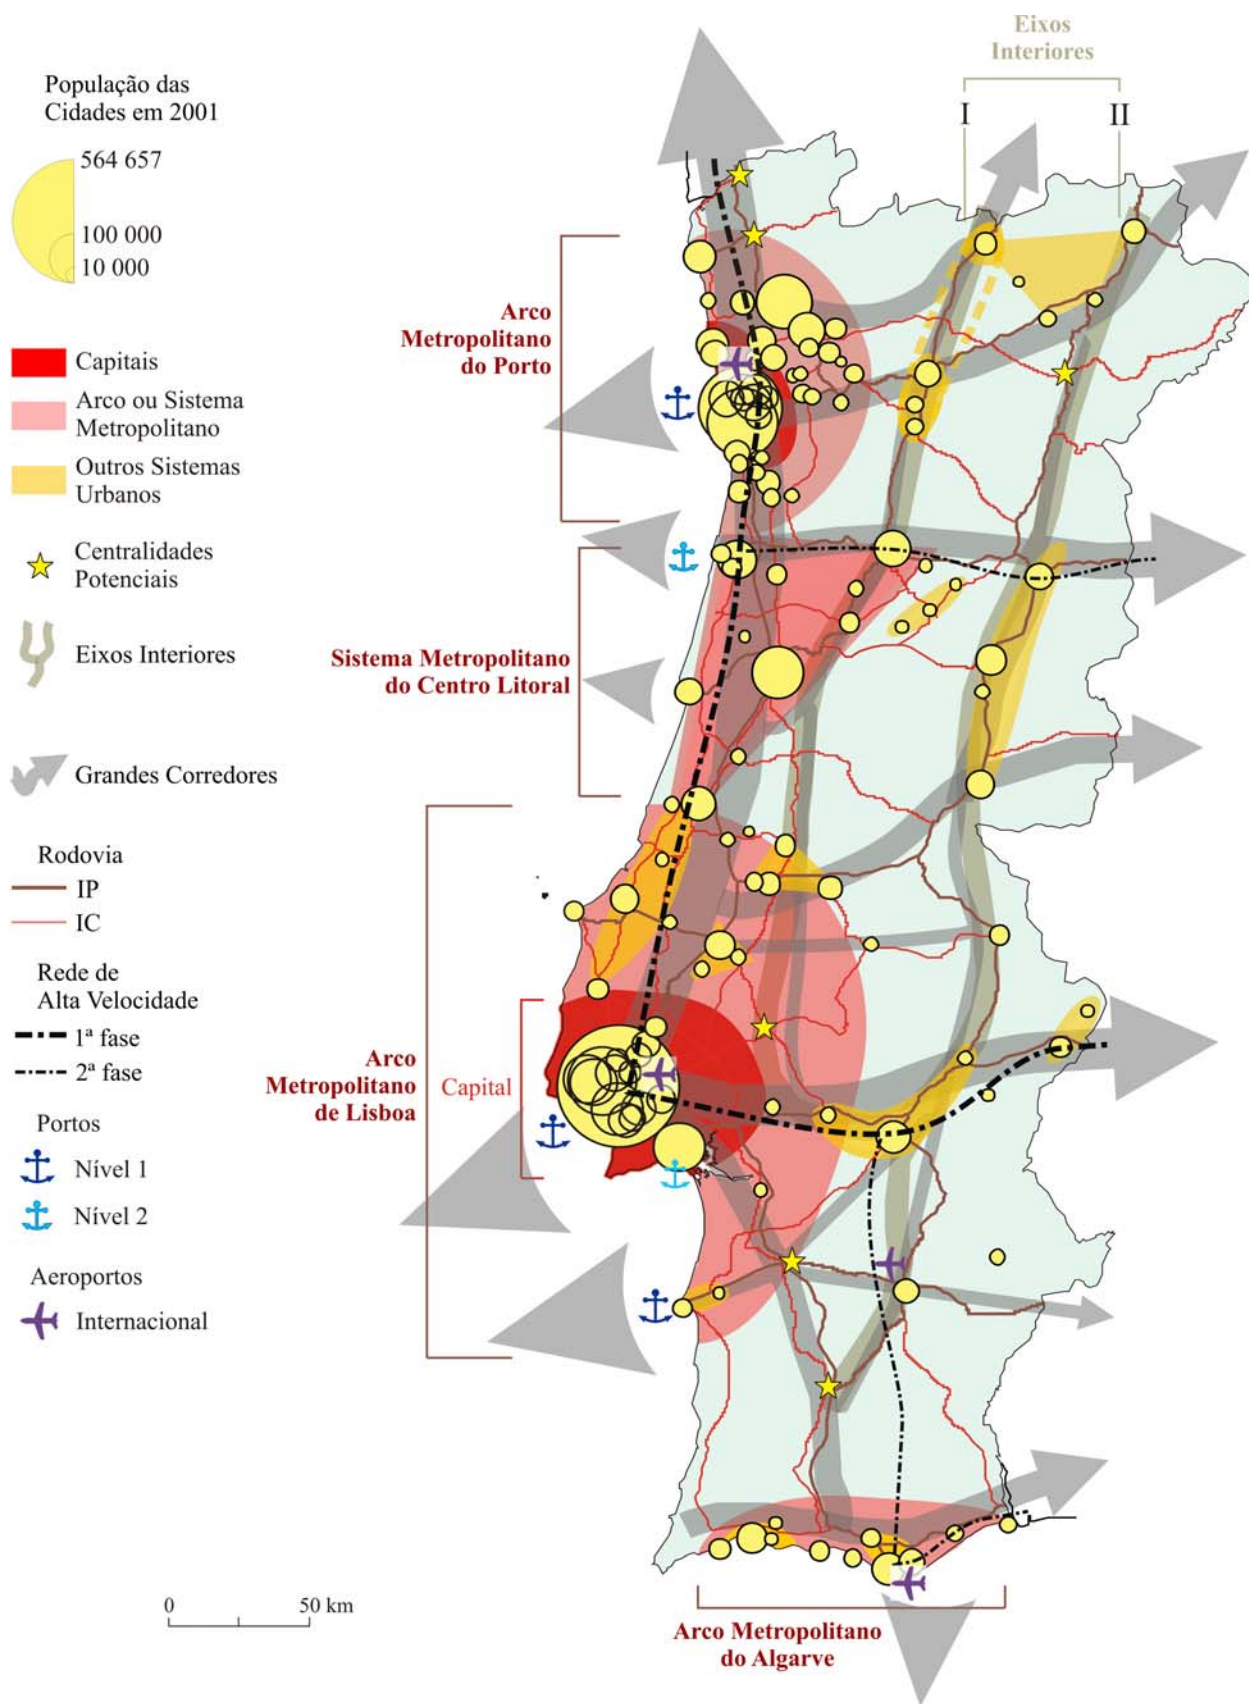 População das
Cidades em 2001
564 657
100 000
10 000
Capitais
Arco ou Sistema
Metropolitano
Outros Sistemas
Urbanos
Centralidades
Potenciais
Eixos Interiores
Grandes Corredores
Rodovia
IP
IC
Rede de
Alta Velocidade
1ª fase
2ª fase
Portos
Nível 1
Nível 2
Aeroportos
Internacional
0
50 km
Eixos
Interiores
I
II
Arco
Metropolitano
do Porto
Sistema Metropolitano
do Centro Litoral
Arco
Metropolitano
de Lisboa
Capital
Arco Metropolitano
do Algarve